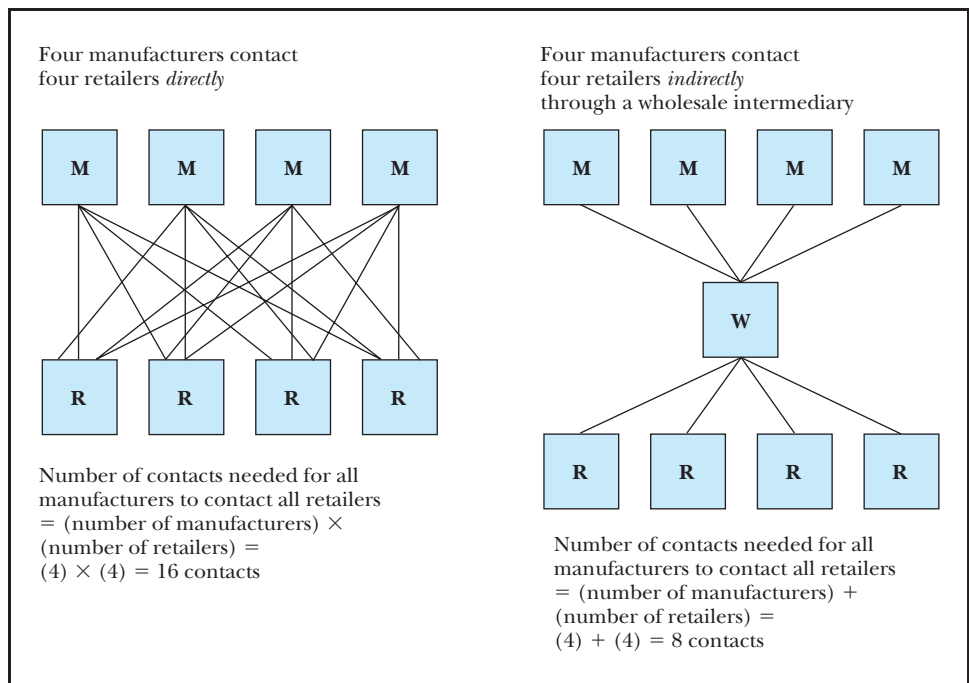 Four manufacturers contact
four retailers directly
M M M M
R R R R
Number of contacts needed for all
manufacturers to contact all retailers
= (number of manufacturers) ×
(number of retailers) =
(4) × (4) = 16 contacts
Four manufacturers contact
four retailers indirectly
through a wholesale intermediary
M M M M
W
R R R R
Number of contacts needed for all
manufacturers to contact all retailers
= (number of manufacturers) +
(number of retailers) =
(4) + (4) = 8 contacts